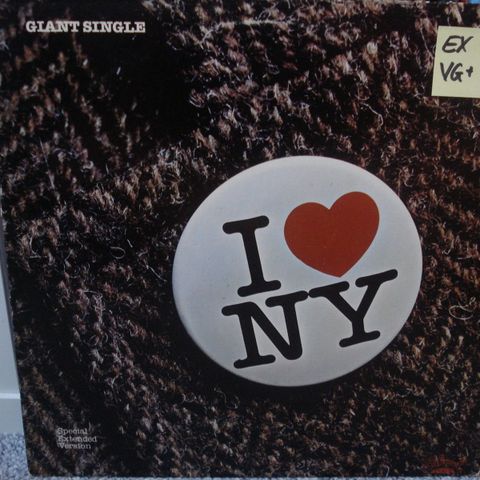 GIANT SINGLE
EX
VG+
I ♥
NY
Special
Extended
Version